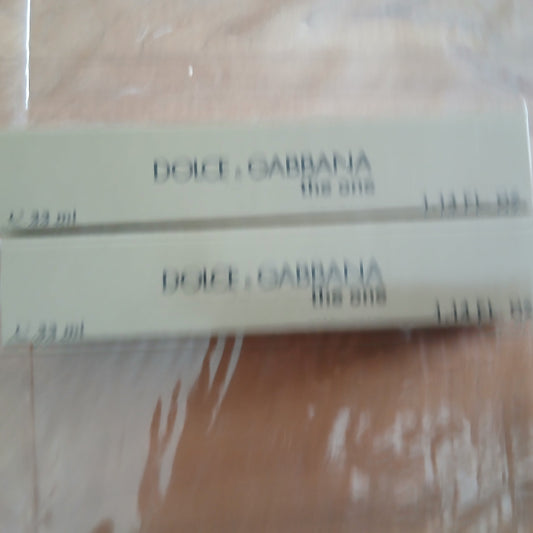 DOLCE & GABBANA
the one
33 ml
DOLCE & GABBANA
the one
33 ml